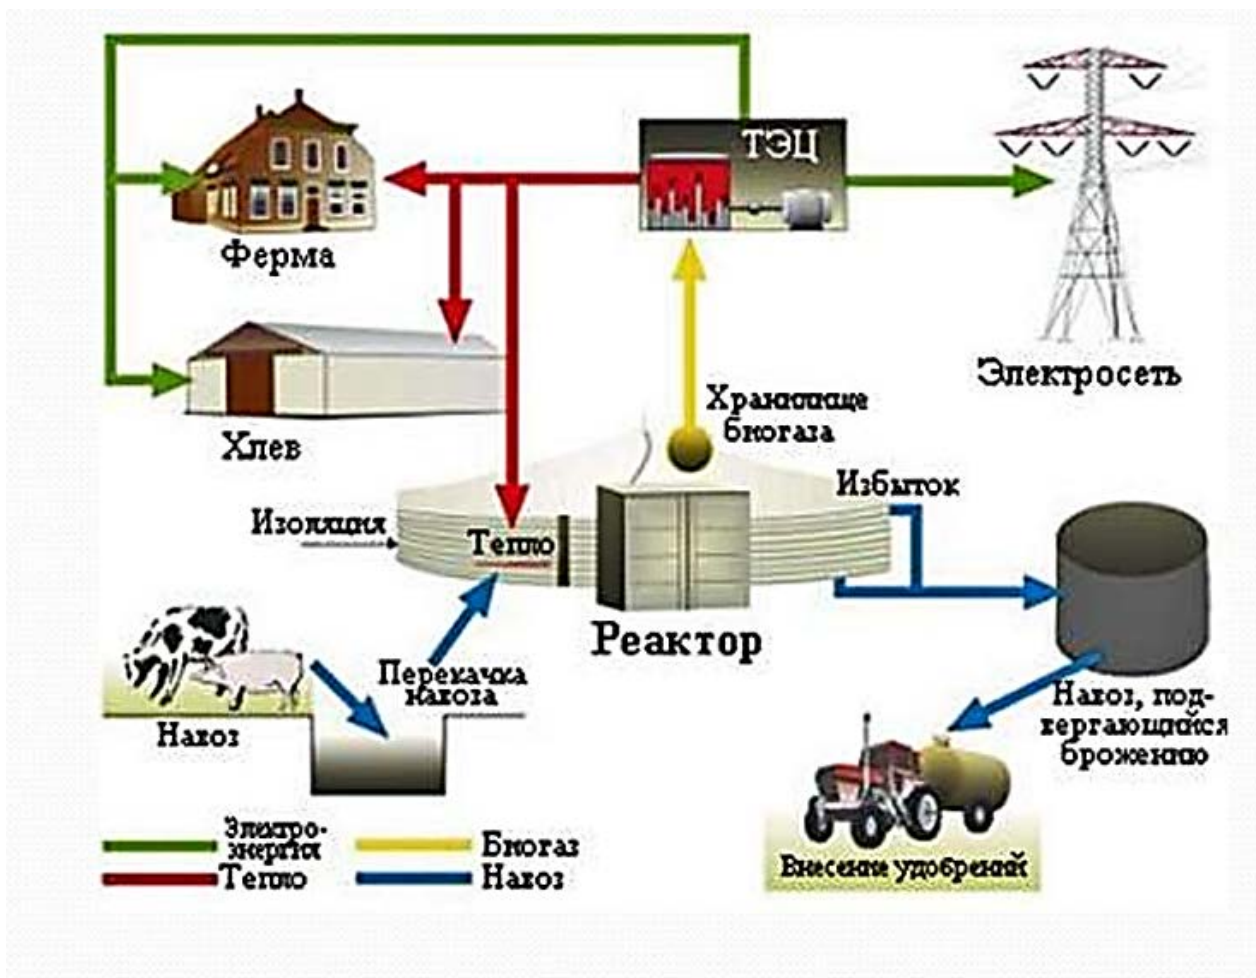 ТЭЦ
Ферма
Электросеть
Хранилище
биогаза
Хлев
Избыток
Изоляция
Тепло
Реактор
Перекачка
навоза
Навоз
Навоз, под-
вергающийся
брожению
Электро-
энергия
Биогаз
Тепло
Навоз
Внесение удобрений